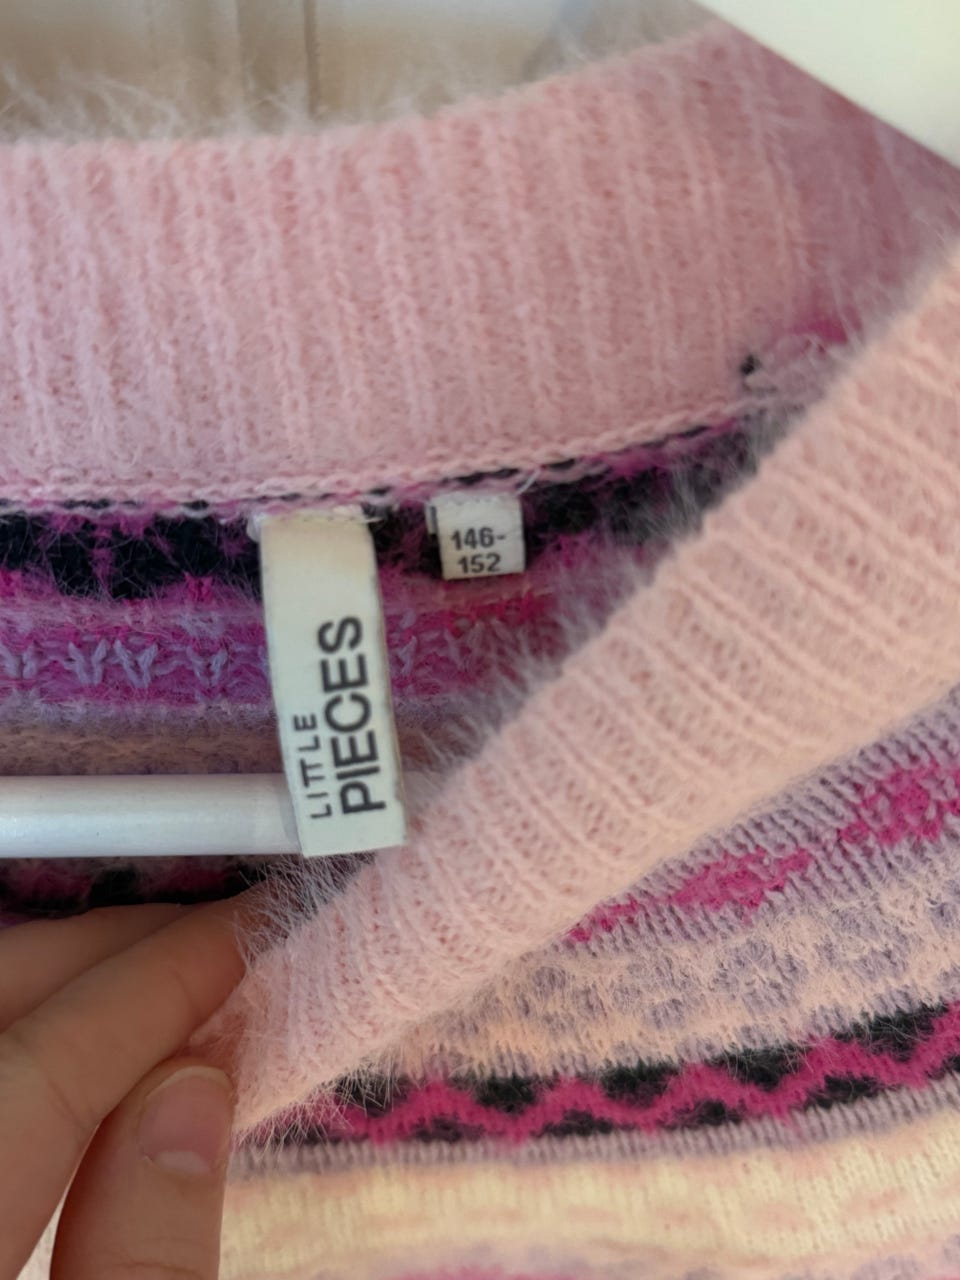 LITTLE
PIECES
146-
152